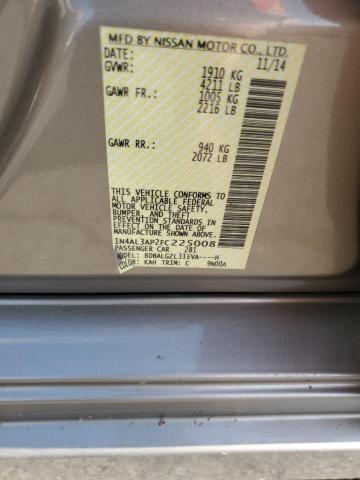 MFD BY NISSAN MOTOR CO., LTD.
DATE: 11/14
GVWR: 1910 KG
4211 LB
GAWR FR.: 1005 KG
2216 LB
GAWR RR.: 940 KG
2072 LB
THIS VEHICLE CONFORMS TO
ALL APPLICABLE FEDERAL
MOTOR VEHICLE SAFETY,
BUMPER, AND THEFT
PREVENTION STANDARDS IN
EFFECT ON THE DATE OF
MANUFACTURE SHOWN ABOVE.
1N4AL3AP2FC225008
PASSENGER CAR 281
MODEL: BDBALGZL33EVA----H
COLOR: KAH TRIM: C 9N00A